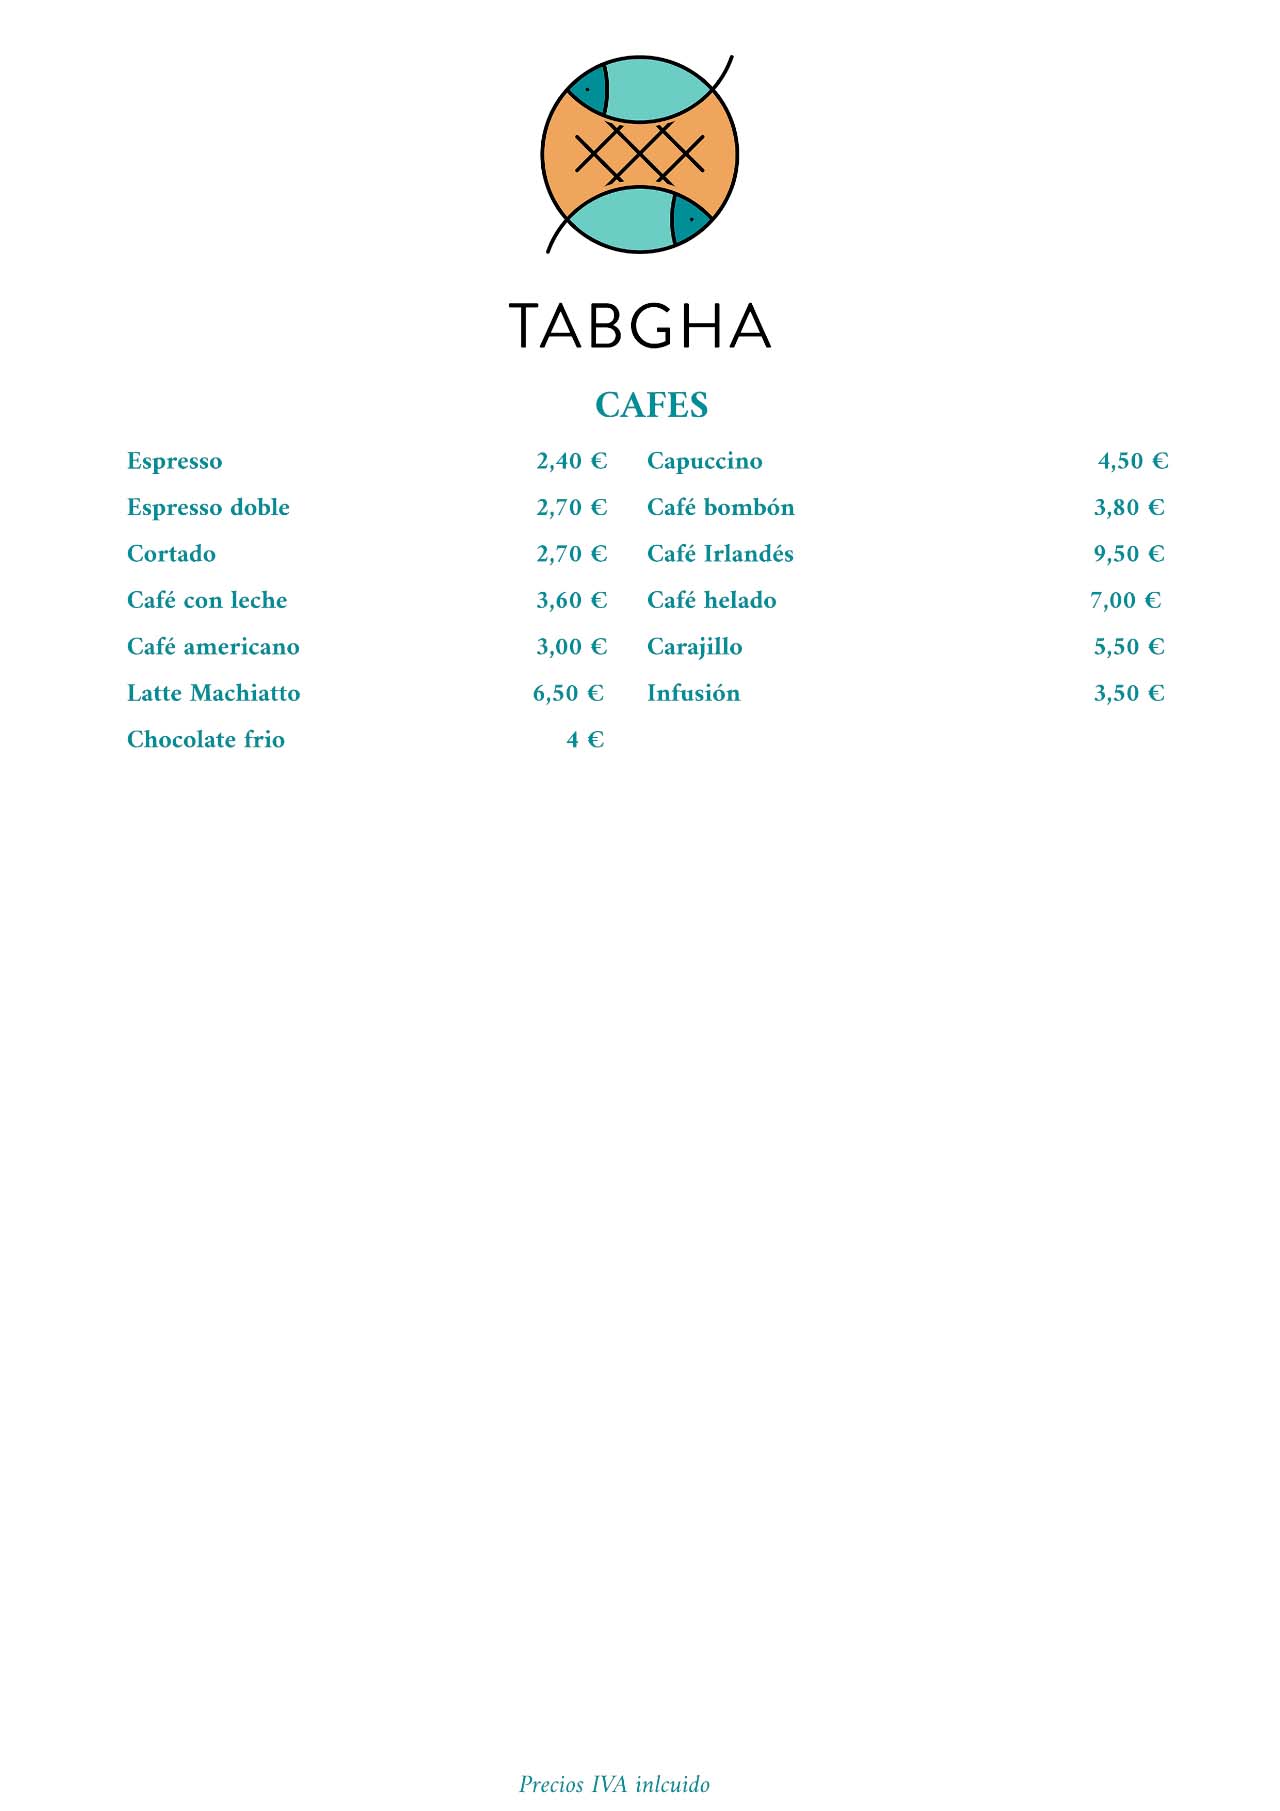 TABGHA
CAFES
Espresso 2,40 €
Espresso doble 2,70 €
Cortado 2,70 €
Café con leche 3,60 €
Café americano 3,00 €
Latte Machiatto 6,50 €
Chocolate frio 4 €
Capuccino 4,50 €
Café bombón 3,80 €
Café Irlandés 9,50 €
Café helado 7,00 €
Carajillo 5,50 €
Infusión 3,50 €
Precios IVA inlcuido